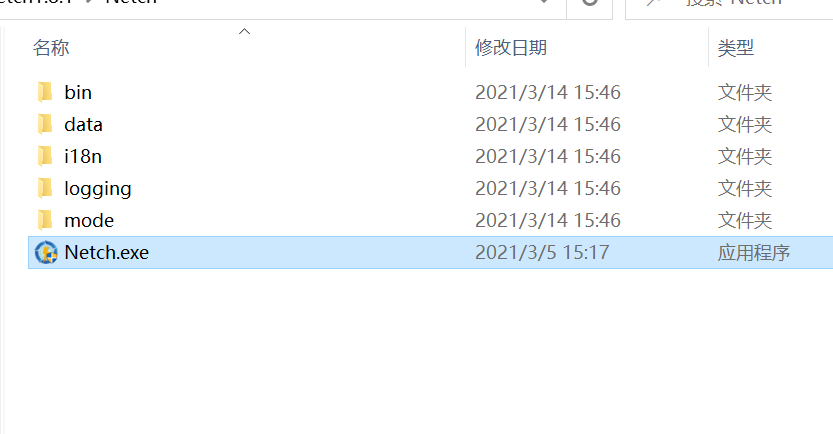 Netch
搜索"Netch"
名称 修改日期 类型
bin 2021/3/14 15:46 文件夹
data 2021/3/14 15:46 文件夹
i18n 2021/3/14 15:46 文件夹
logging 2021/3/14 15:46 文件夹
mode 2021/3/14 15:46 文件夹
Netch.exe 2021/3/5 15:17 应用程序